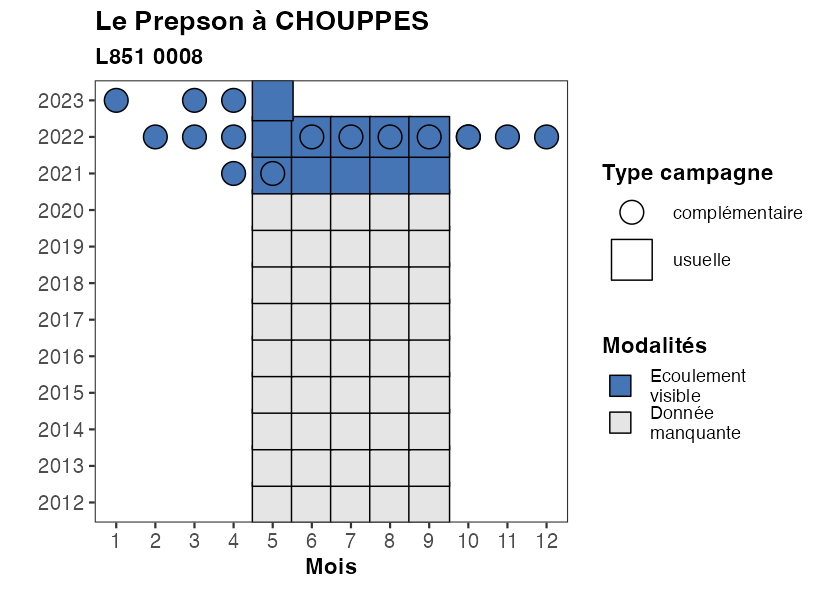 Le Prepson à CHOUPPES
L851 0008
2023
2022
2021
2020
2019
2018
2017
2016
2015
2014
2013
2012
1 2 3 4 5 6 7 8 9 10 11 12
Mois
Type campagne
complémentaire
usuelle
Modalités
Ecoulement
visible
Donnée
manquante